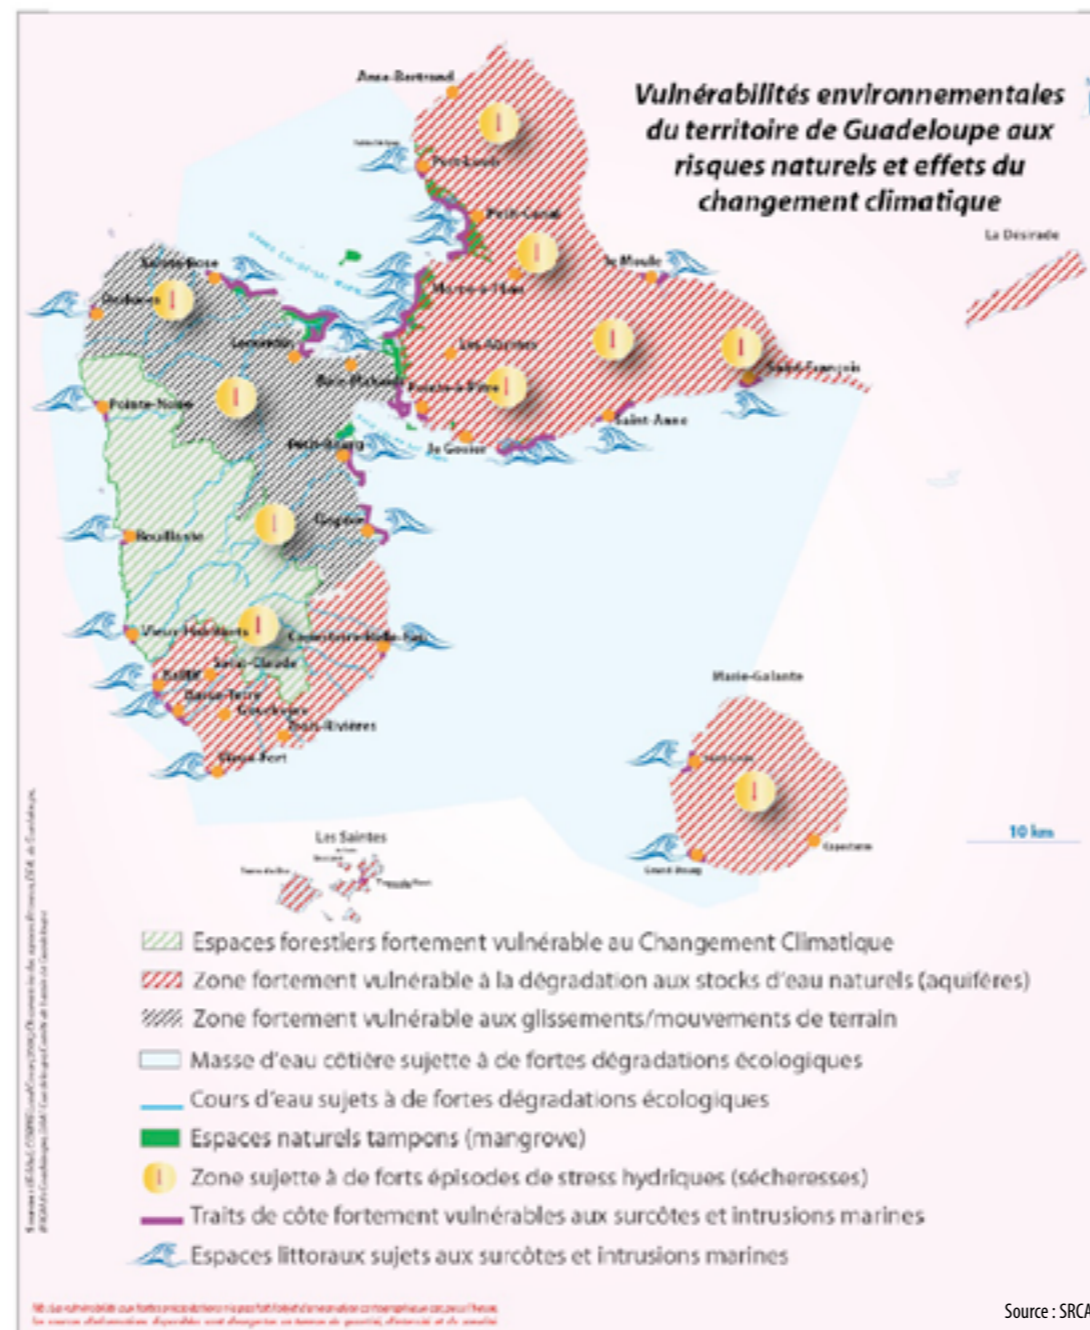 Vulnérabilités environnementales
du territoire de Guadeloupe aux
risques naturels et effets du
changement climatique
Anse-Bertrand
Port-Louis
Petit-Canal
La Désirade
Sainte-Rose
le Moule
Deshaies
Morne-à-l'Eau
Lamentin
Les Abymes
Baie-Mahault
Pointe-à-Pitre
Saint-François
Pointe-Noire
Saint-Anne
Petit-Bourg
le Gosier
Goyave
Bouillante
Vieux-Habitants
Capesterre-Belle-Eau
Saint-Claude
Baillif
Basse-Terre
Gourbeyre
Trois-Rivières
Vieux-Fort
Marie-Galante
Saint-Louis
Capesterre
Grand-Bourg
10 km
Les Saintes
Espaces forestiers fortement vulnérable au Changement Climatique
Zone fortement vulnérable à la dégradation aux stocks d'eau naturels (aquifères)
Zone fortement vulnérable aux glissements/mouvements de terrain
Masse d'eau côtière sujette à de fortes dégradations écologiques
Cours d'eau sujets à de fortes dégradations écologiques
Espaces naturels tampons (mangrove)
Zone sujette à de forts épisodes de stress hydriques (sécheresses)
Traits de côte fortement vulnérables aux surcôtes et intrusions marines
Espaces littoraux sujets aux surcôtes et intrusions marines
Source : SRCA